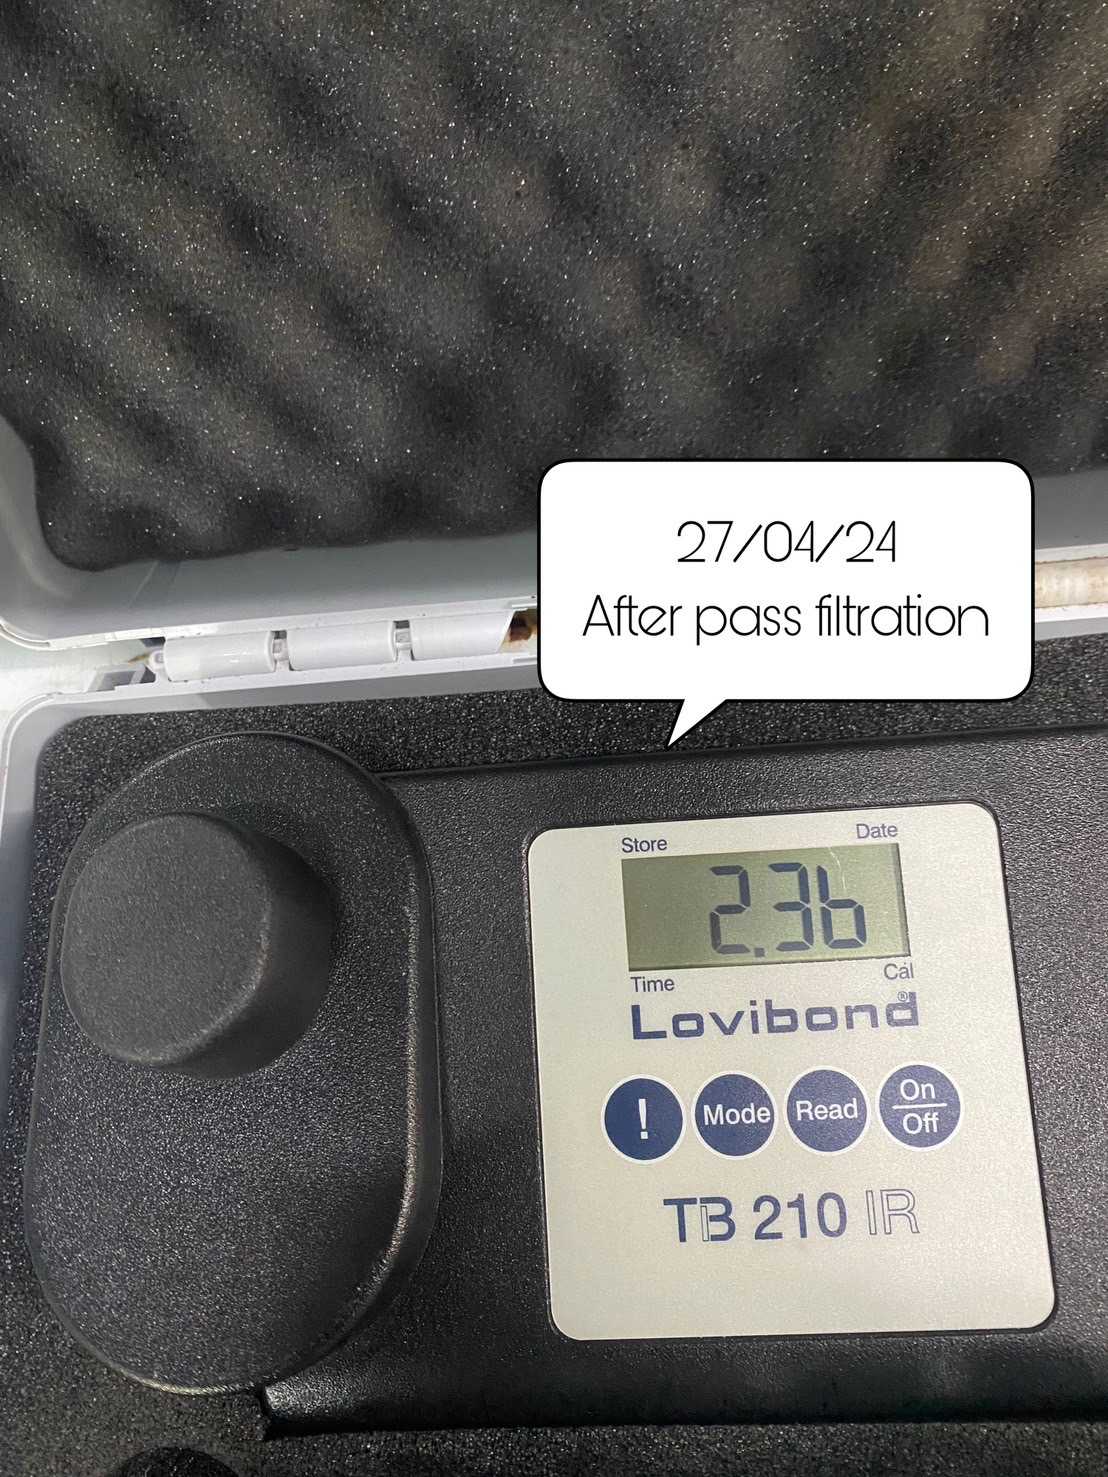 27/04/24
After pass filtration
Store Date
2.36
Time Cal
Lovibond®
! Mode Read On
Off
TB 210 IR